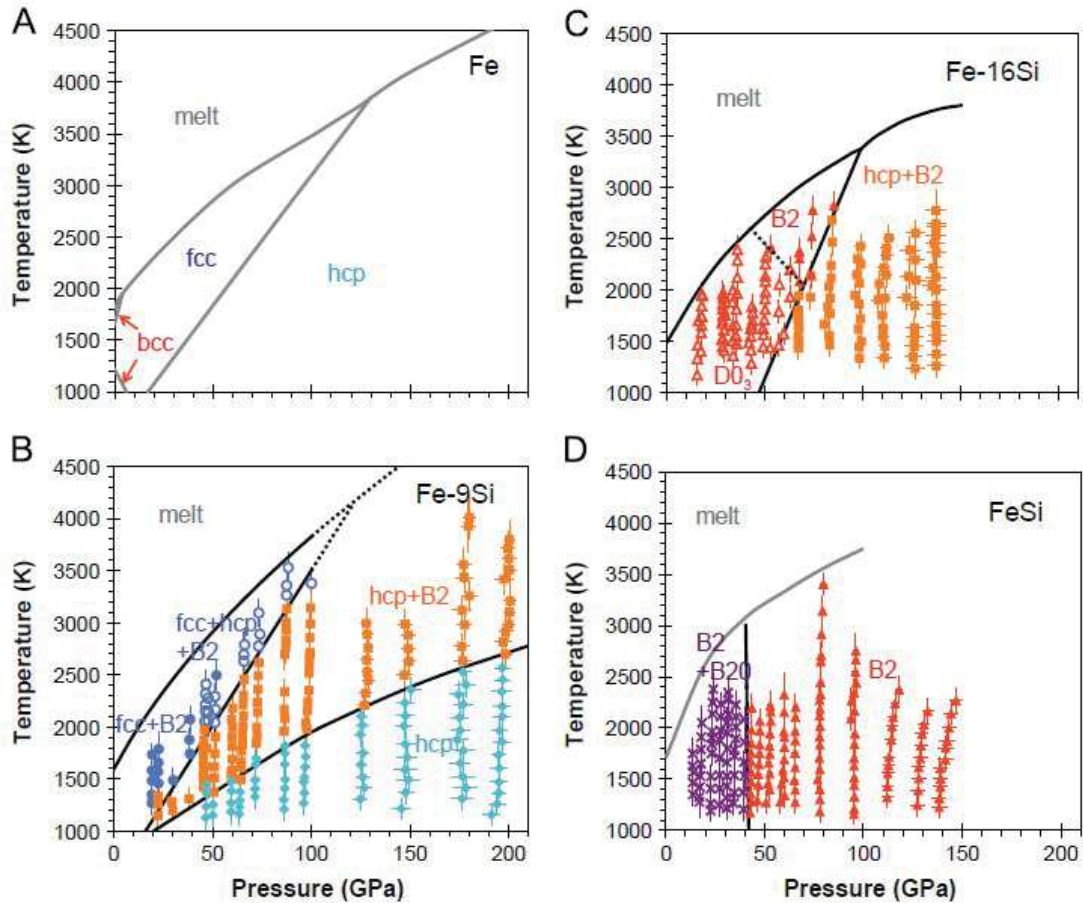 A
4500
4000
3500
3000
2500
2000
1500
1000
Temperature (K)
Fe
melt
fcc
hcp
bcc
C
4500
4000
3500
3000
2500
2000
1500
1000
Temperature (K)
Fe-16Si
melt
hcp+B2
B2
D0₃
B
4500
4000
3500
3000
2500
2000
1500
1000
Temperature (K)
Fe-9Si
melt
fcc+hcp
+B2
fcc+B2
hcp+B2
hcp
0 50 100 150 200
Pressure (GPa)
D
4500
4000
3500
3000
2500
2000
1500
1000
Temperature (K)
FeSi
melt
B2
+B20
B2
0 50 100 150 200
Pressure (GPa)